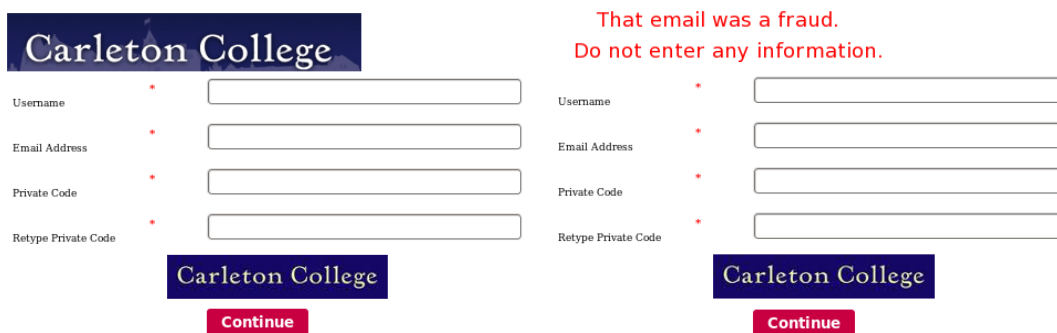 Carleton College
Username *
Email Address *
Private Code *
Retype Private Code *
Carleton College
Continue
That email was a fraud.
Do not enter any information.
Username *
Email Address *
Private Code *
Retype Private Code *
Carleton College
Continue